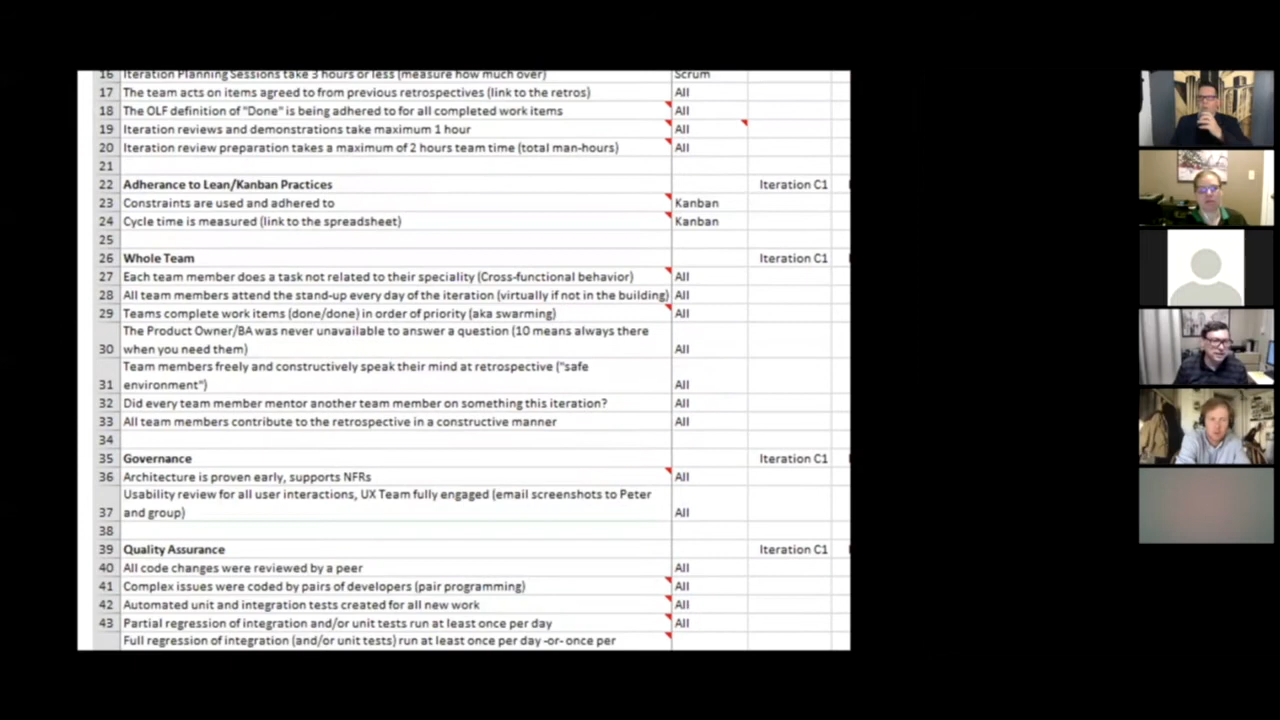 16 Iteration Planning Sessions take 3 hours or less (measure how much over) Scrum
17 The team acts on items agreed to from previous retrospectives (link to the retros) All
18 The OLF definition of "Done" is being adhered to for all completed work items All
19 Iteration reviews and demonstrations take maximum 1 hour All
20 Iteration review preparation takes a maximum of 2 hours team time (total man-hours) All
21
22 Adherance to Lean/Kanban Practices Iteration C1
23 Constraints are used and adhered to Kanban
24 Cycle time is measured (link to the spreadsheet) Kanban
25
26 Whole Team Iteration C1
27 Each team member does a task not related to their speciality (Cross-functional behavior) All
28 All team members attend the stand-up every day of the iteration (virtually if not in the building) All
29 Teams complete work items (done/done) in order of priority (aka swarming) All
The Product Owner/BA was never unavailable to answer a question (10 means always there
30 when you need them) All
Team members freely and constructively speak their mind at retrospective ("safe
31 environment") All
32 Did every team member mentor another team member on something this iteration? All
33 All team members contribute to the retrospective in a constructive manner All
34
35 Governance Iteration C1
36 Architecture is proven early, supports NFRs All
Usability review for all user interactions, UX Team fully engaged (email screenshots to Peter
37 and group) All
38
39 Quality Assurance Iteration C1
40 All code changes were reviewed by a peer All
41 Complex issues were coded by pairs of developers (pair programming) All
42 Automated unit and integration tests created for all new work All
43 Partial regression of integration and/or unit tests run at least once per day All
Full regression of integration (and/or unit tests) run at least once per day -or- once per